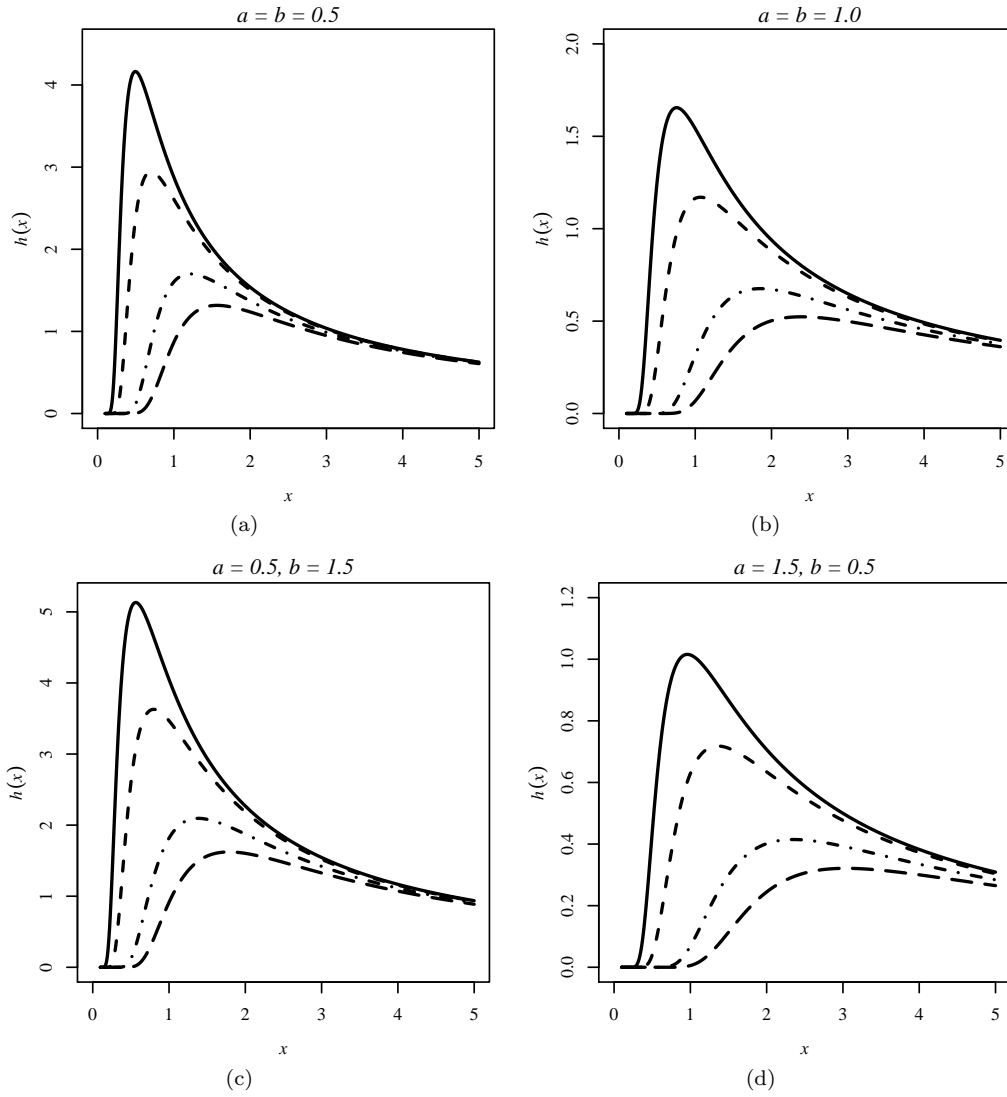 a = b = 0.5
h(x)
4
3
2
1
0
0 1 2 3 4 5
x
(a)
a = b = 1.0
h(x)
2.0
1.5
1.0
0.5
0.0
0 1 2 3 4 5
x
(b)
a = 0.5, b = 1.5
h(x)
5
4
3
2
1
0
0 1 2 3 4 5
x
(c)
a = 1.5, b = 0.5
h(x)
1.2
1.0
0.8
0.6
0.4
0.2
0.0
0 1 2 3 4 5
x
(d)